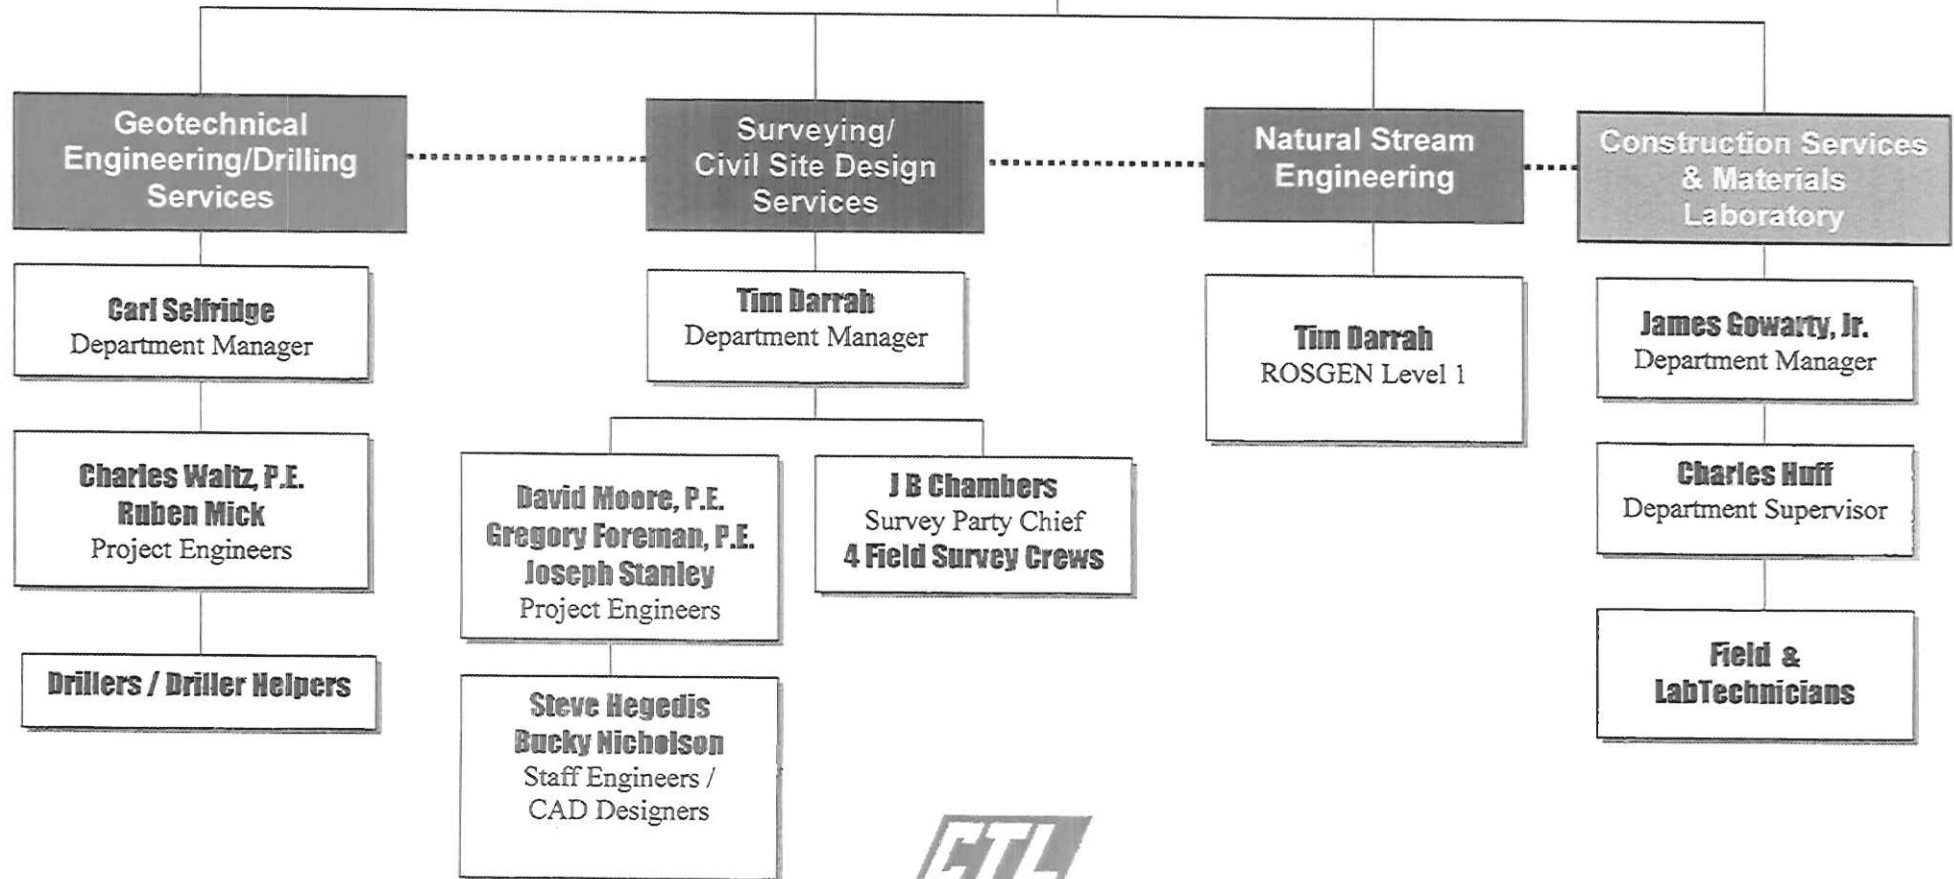 Geotechnical
Engineering/Drilling
Services
Carl Selfridge
Department Manager
Charles Waltz, P.E.
Ruben Mick
Project Engineers
Drillers / Driller Helpers
Surveying/
Civil Site Design
Services
Tim Darrah
Department Manager
David Moore, P.E.
Gregory Foreman, P.E.
Joseph Stanley
Project Engineers
Steve Hegedis
Bucky Nicholson
Staff Engineers /
CAD Designers
J B Chambers
Survey Party Chief
4 Field Survey Crews
Natural Stream
Engineering
Tim Darrah
ROSGEN Level 1
Construction Services
& Materials
Laboratory
James Gowarty, Jr.
Department Manager
Charles Huff
Department Supervisor
Field &
LabTechnicians
CTL